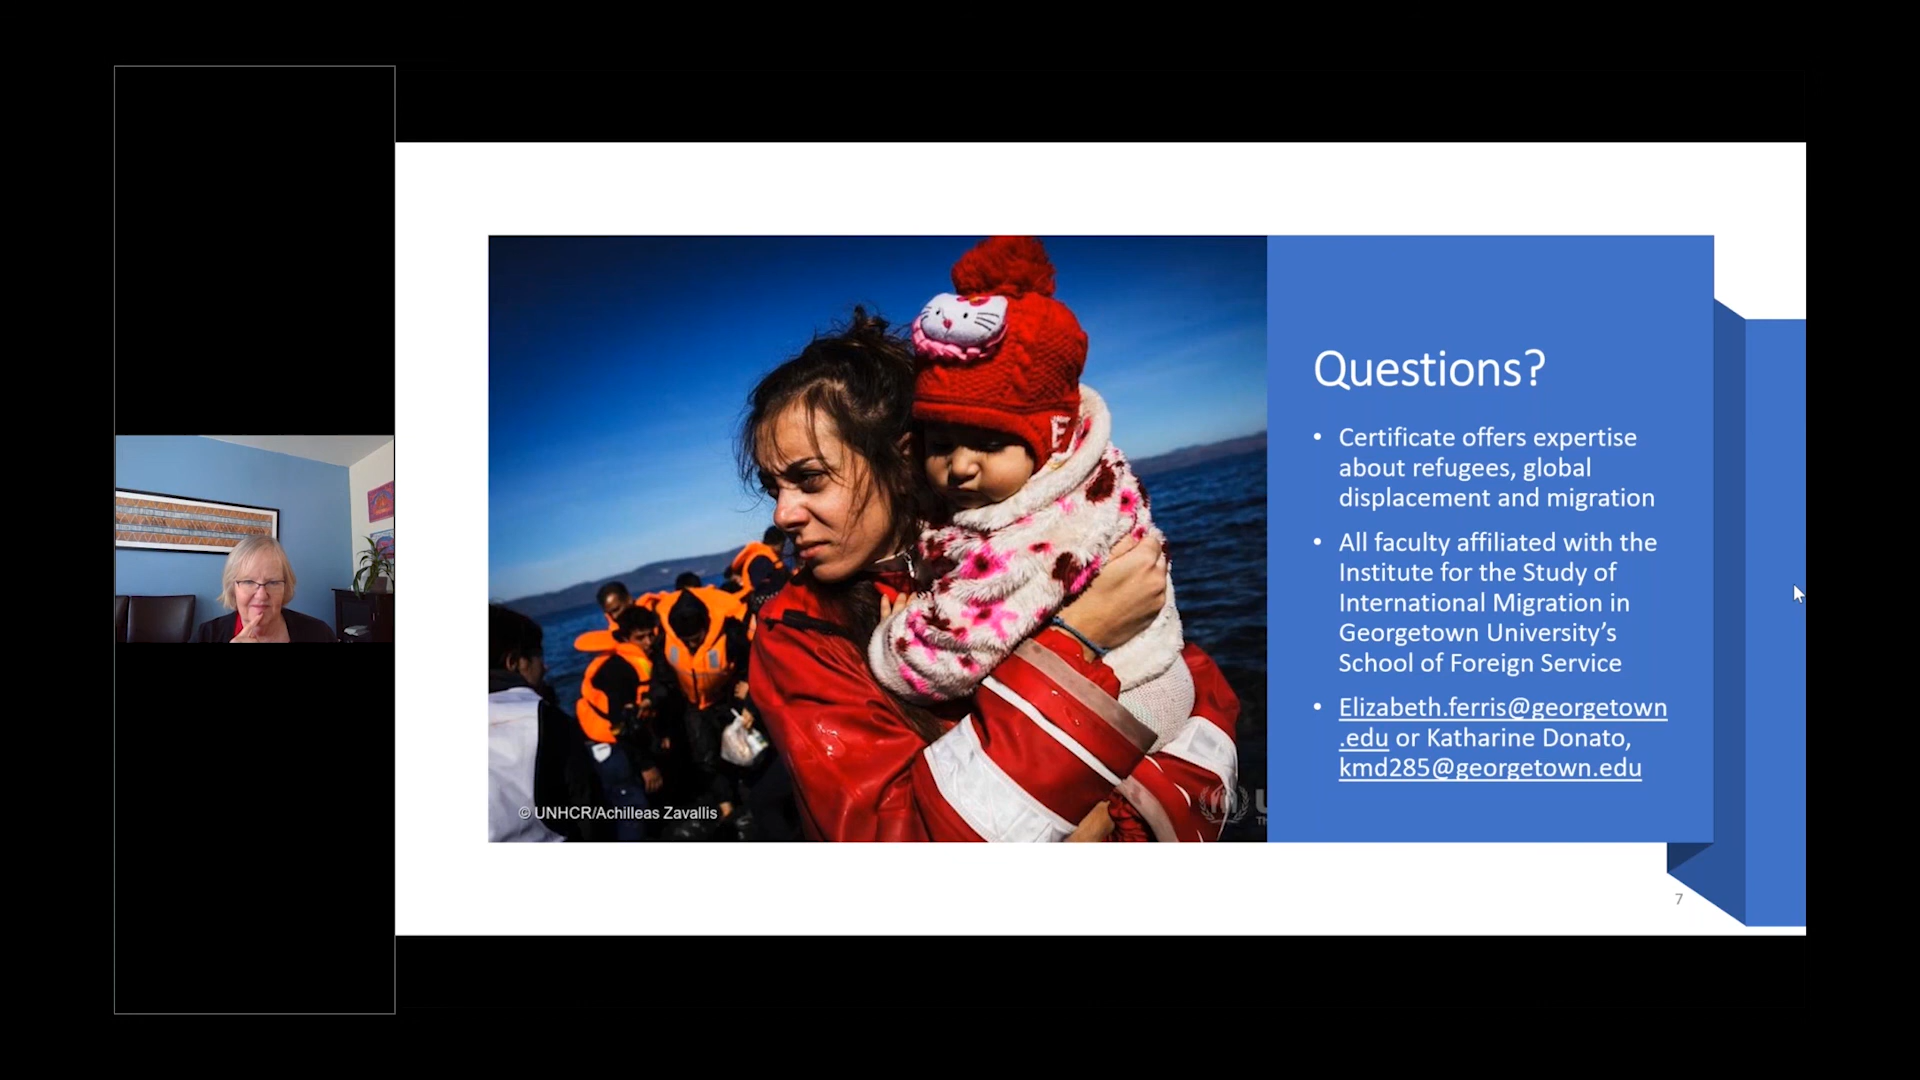 Questions?
• Certificate offers expertise
about refugees, global
displacement and migration
• All faculty affiliated with the
Institute for the Study of
International Migration in
Georgetown University’s
School of Foreign Service
• Elizabeth.ferris@georgetown
.edu or Katharine Donato,
kmd285@georgetown.edu
© UNHCR/Achilleas Zavallis
7